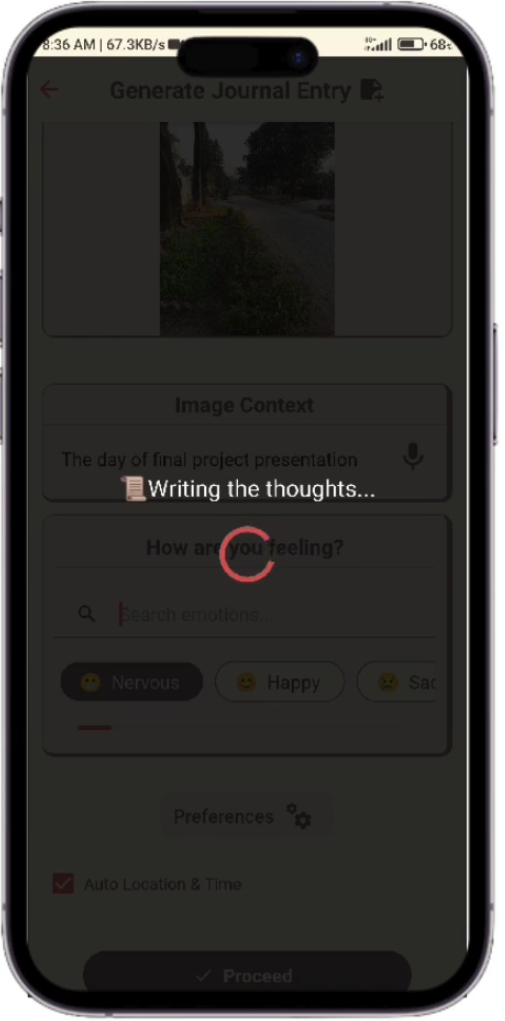 8:36 AM | 67.3KB/s
68
Generate Journal Entry
Image Context
The day of final project presentation
📜Writing the thoughts...
How are you feeling?
Search emotions...
😬 Nervous
😊 Happy
😢 Sac
Preferences
Auto Location & Time
✓ Proceed